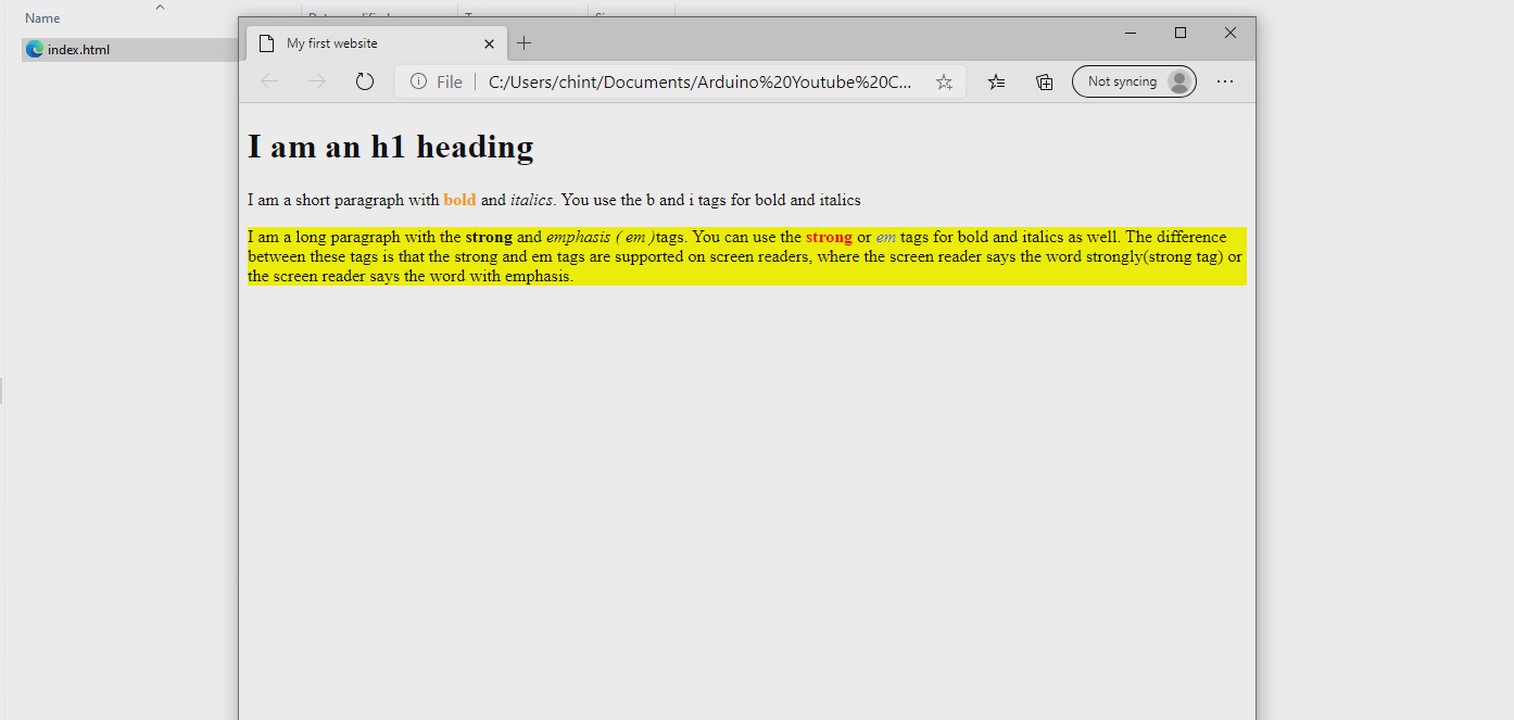 Name
index.html
My first website
File
C:/Users/chint/Documents/Arduino%20Youtube%20C...
Not syncing
I am an h1 heading
I am a short paragraph with bold and italics. You use the b and i tags for bold and italics
I am a long paragraph with the strong and emphasis ( em )tags. You can use the strong or em tags for bold and italics as well. The difference
between these tags is that the strong and em tags are supported on screen readers, where the screen reader says the word strongly(strong tag) or
the screen reader says the word with emphasis.